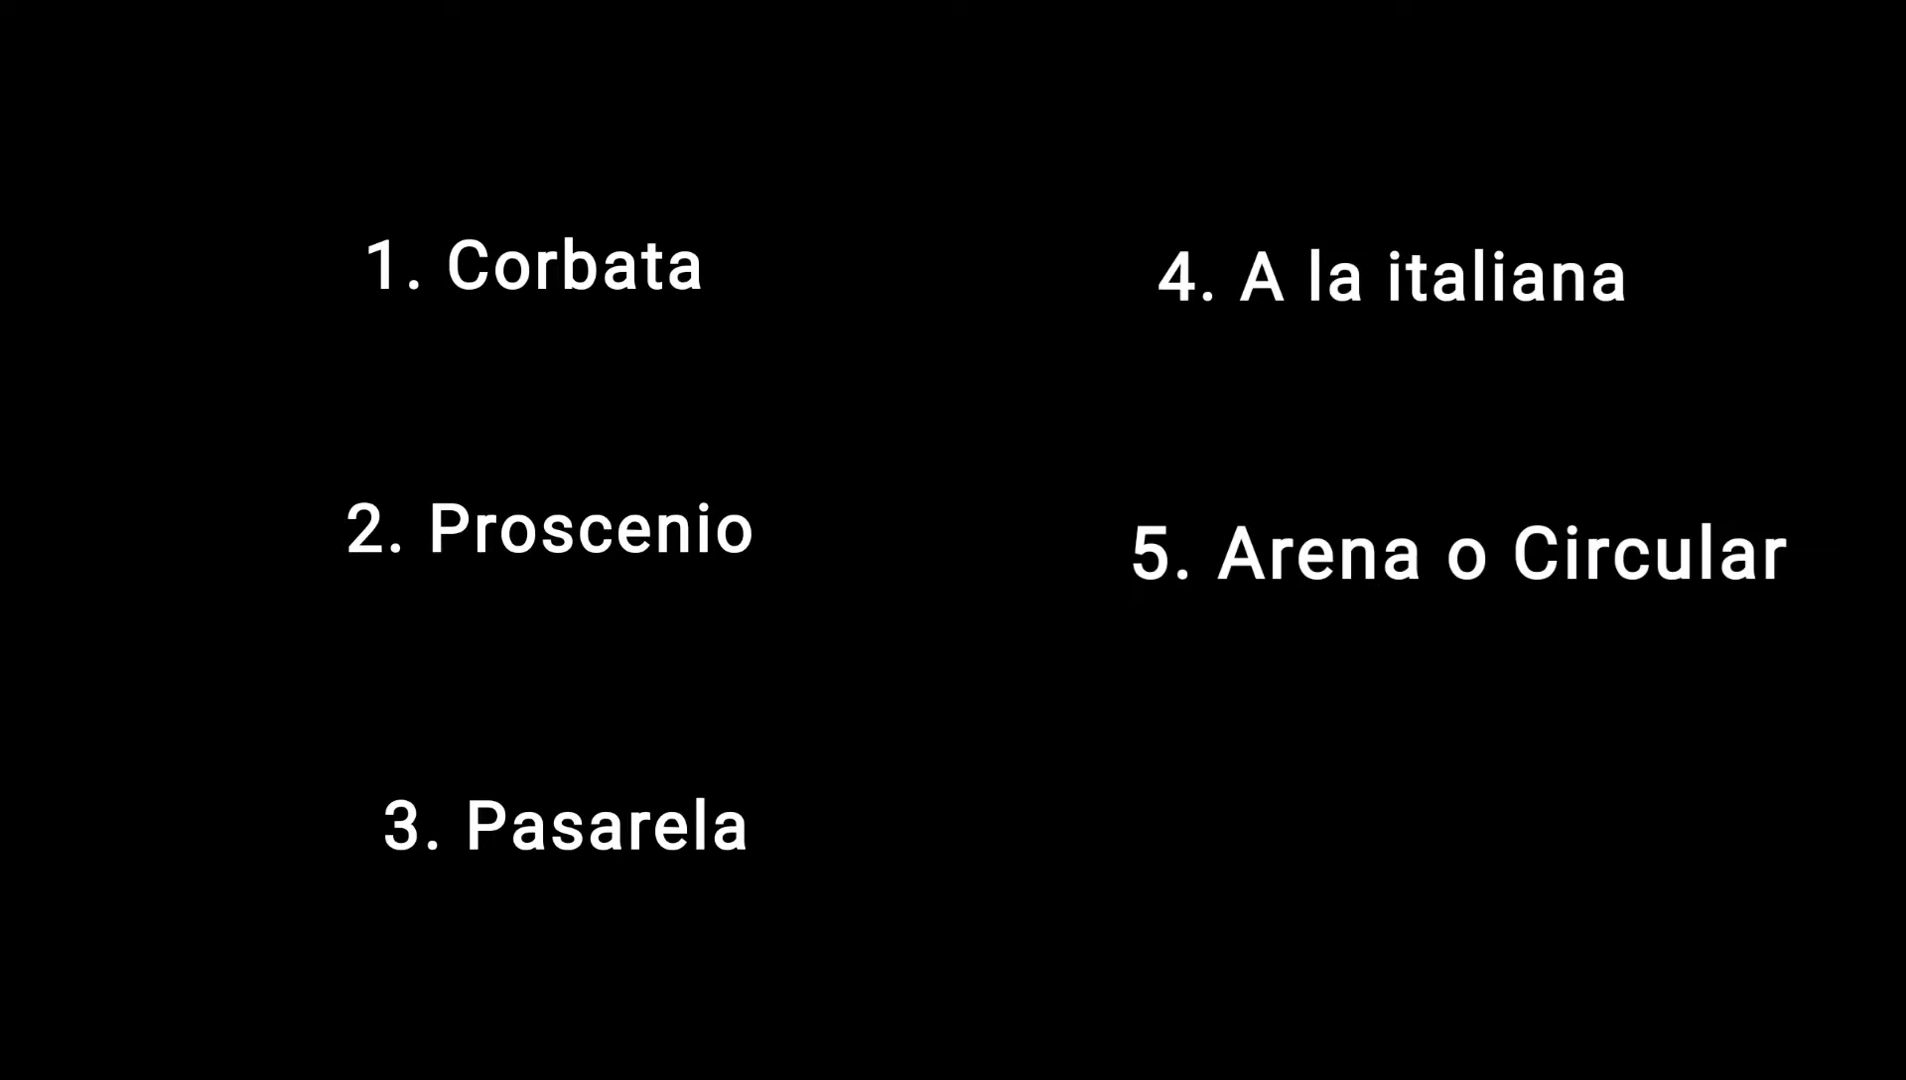 1. Corbata
2. Proscenio
3. Pasarela
4. A la italiana
5. Arena o Circular